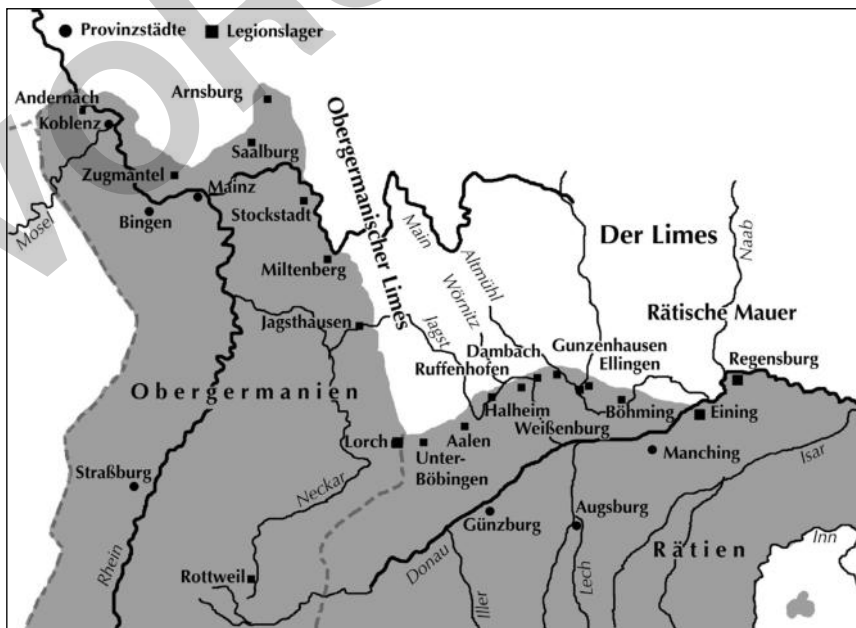 Provinzstädte
Legionslager
Andernach
Koblenz
Arnsburg
Saalburg
Zugmantel
Mainz
Bingen
Stockstadt
Mosel
Miltenberg
Obergermanischer Limes
Main
Der Limes
Naab
Altmühl
Wörnitz
Rätische Mauer
Jagst
Jagsthausen
Dambach
Gunzenhausen
Ruffenhofen
Ellingen
Regensburg
Obergermanien
Halheim
Böhming
Eining
Lorch
Aalen
Weißenburg
Unter-
Böbingen
Manching
Isar
Straßburg
Neckar
Günzburg
Augsburg
Rhein
Donau
Rätien
Inn
Rottweil
Iller
Lech
VOR